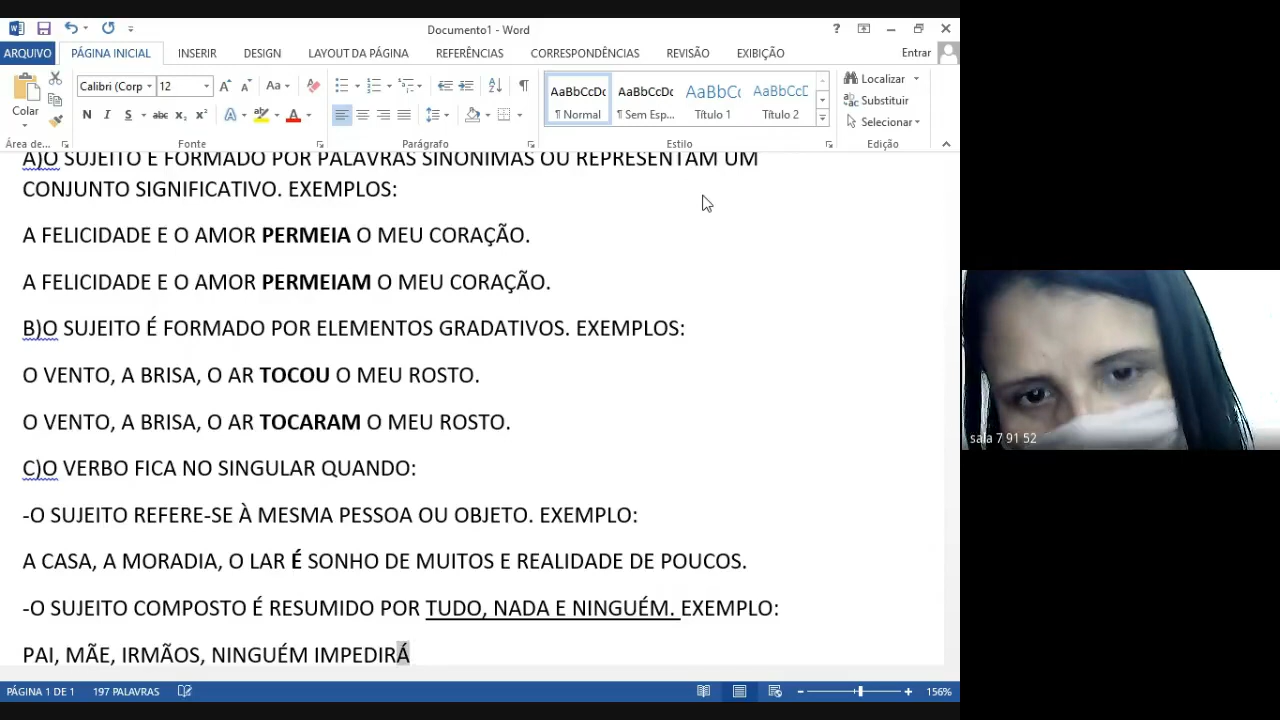 Documento1 - Word
ARQUIVO PÁGINA INICIAL INSERIR DESIGN LAYOUT DA PÁGINA REFERÊNCIAS CORRESPONDÊNCIAS REVISÃO EXIBIÇÃO Entrar
Calibri (Corp 12 Aa AaBbCcDc AaBbCcDc AaBbCc AaBbCcD Localizar
Substituir
Colar N I S abc x₂ x² A A ¶ Normal ¶ Sem Esp... Título 1 Título 2 Selecionar
Área de... Fonte Parágrafo Estilo Edição
A)O SUJEITO É FORMADO POR PALAVRAS SINÔNIMAS OU REPRESENTAM UM
CONJUNTO SIGNIFICATIVO. EXEMPLOS:
A FELICIDADE E O AMOR PERMEIA O MEU CORAÇÃO.
A FELICIDADE E O AMOR PERMEIAM O MEU CORAÇÃO.
B)O SUJEITO É FORMADO POR ELEMENTOS GRADATIVOS. EXEMPLOS:
O VENTO, A BRISA, O AR TOCOU O MEU ROSTO.
O VENTO, A BRISA, O AR TOCARAM O MEU ROSTO.
C)O VERBO FICA NO SINGULAR QUANDO:
-O SUJEITO REFERE-SE À MESMA PESSOA OU OBJETO. EXEMPLO:
A CASA, A MORADIA, O LAR É SONHO DE MUITOS E REALIDADE DE POUCOS.
-O SUJEITO COMPOSTO É RESUMIDO POR TUDO, NADA E NINGUÉM. EXEMPLO:
PAI, MÃE, IRMÃOS, NINGUÉM IMPEDIRÁ
PÁGINA 1 DE 1 197 PALAVRAS 156%
sala 7 91 52